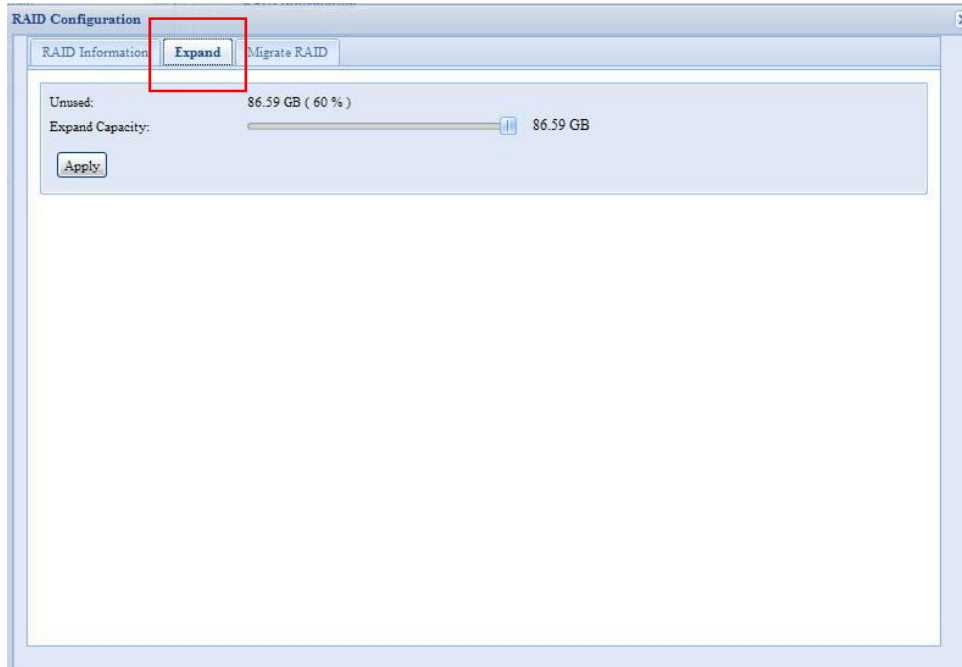 RAID Configuration
RAID Information Expand Migrate RAID
Unused: 86.59 GB ( 60 % )
Expand Capacity: 86.59 GB
Apply